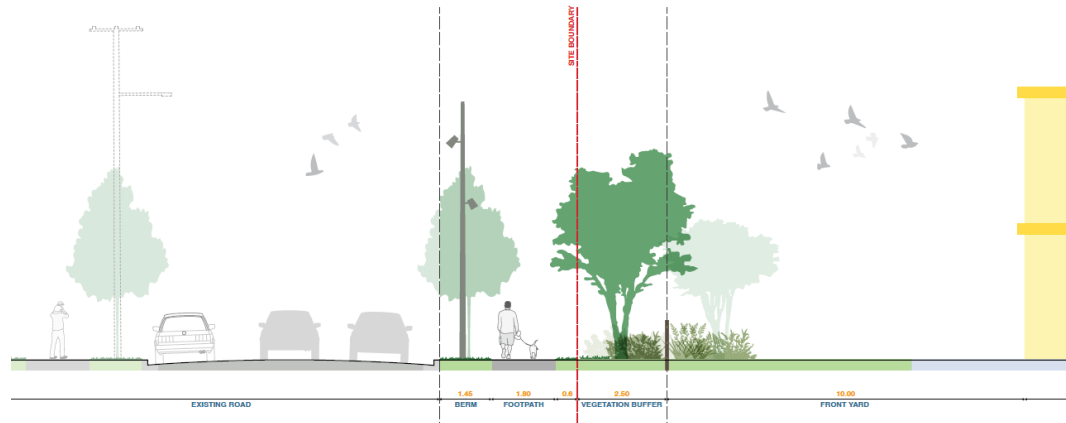 SITE BOUNDARY
1.45 1.80 0.6 2.50 10.00
EXISTING ROAD BERM FOOTPATH VEGETATION BUFFER FRONT YARD